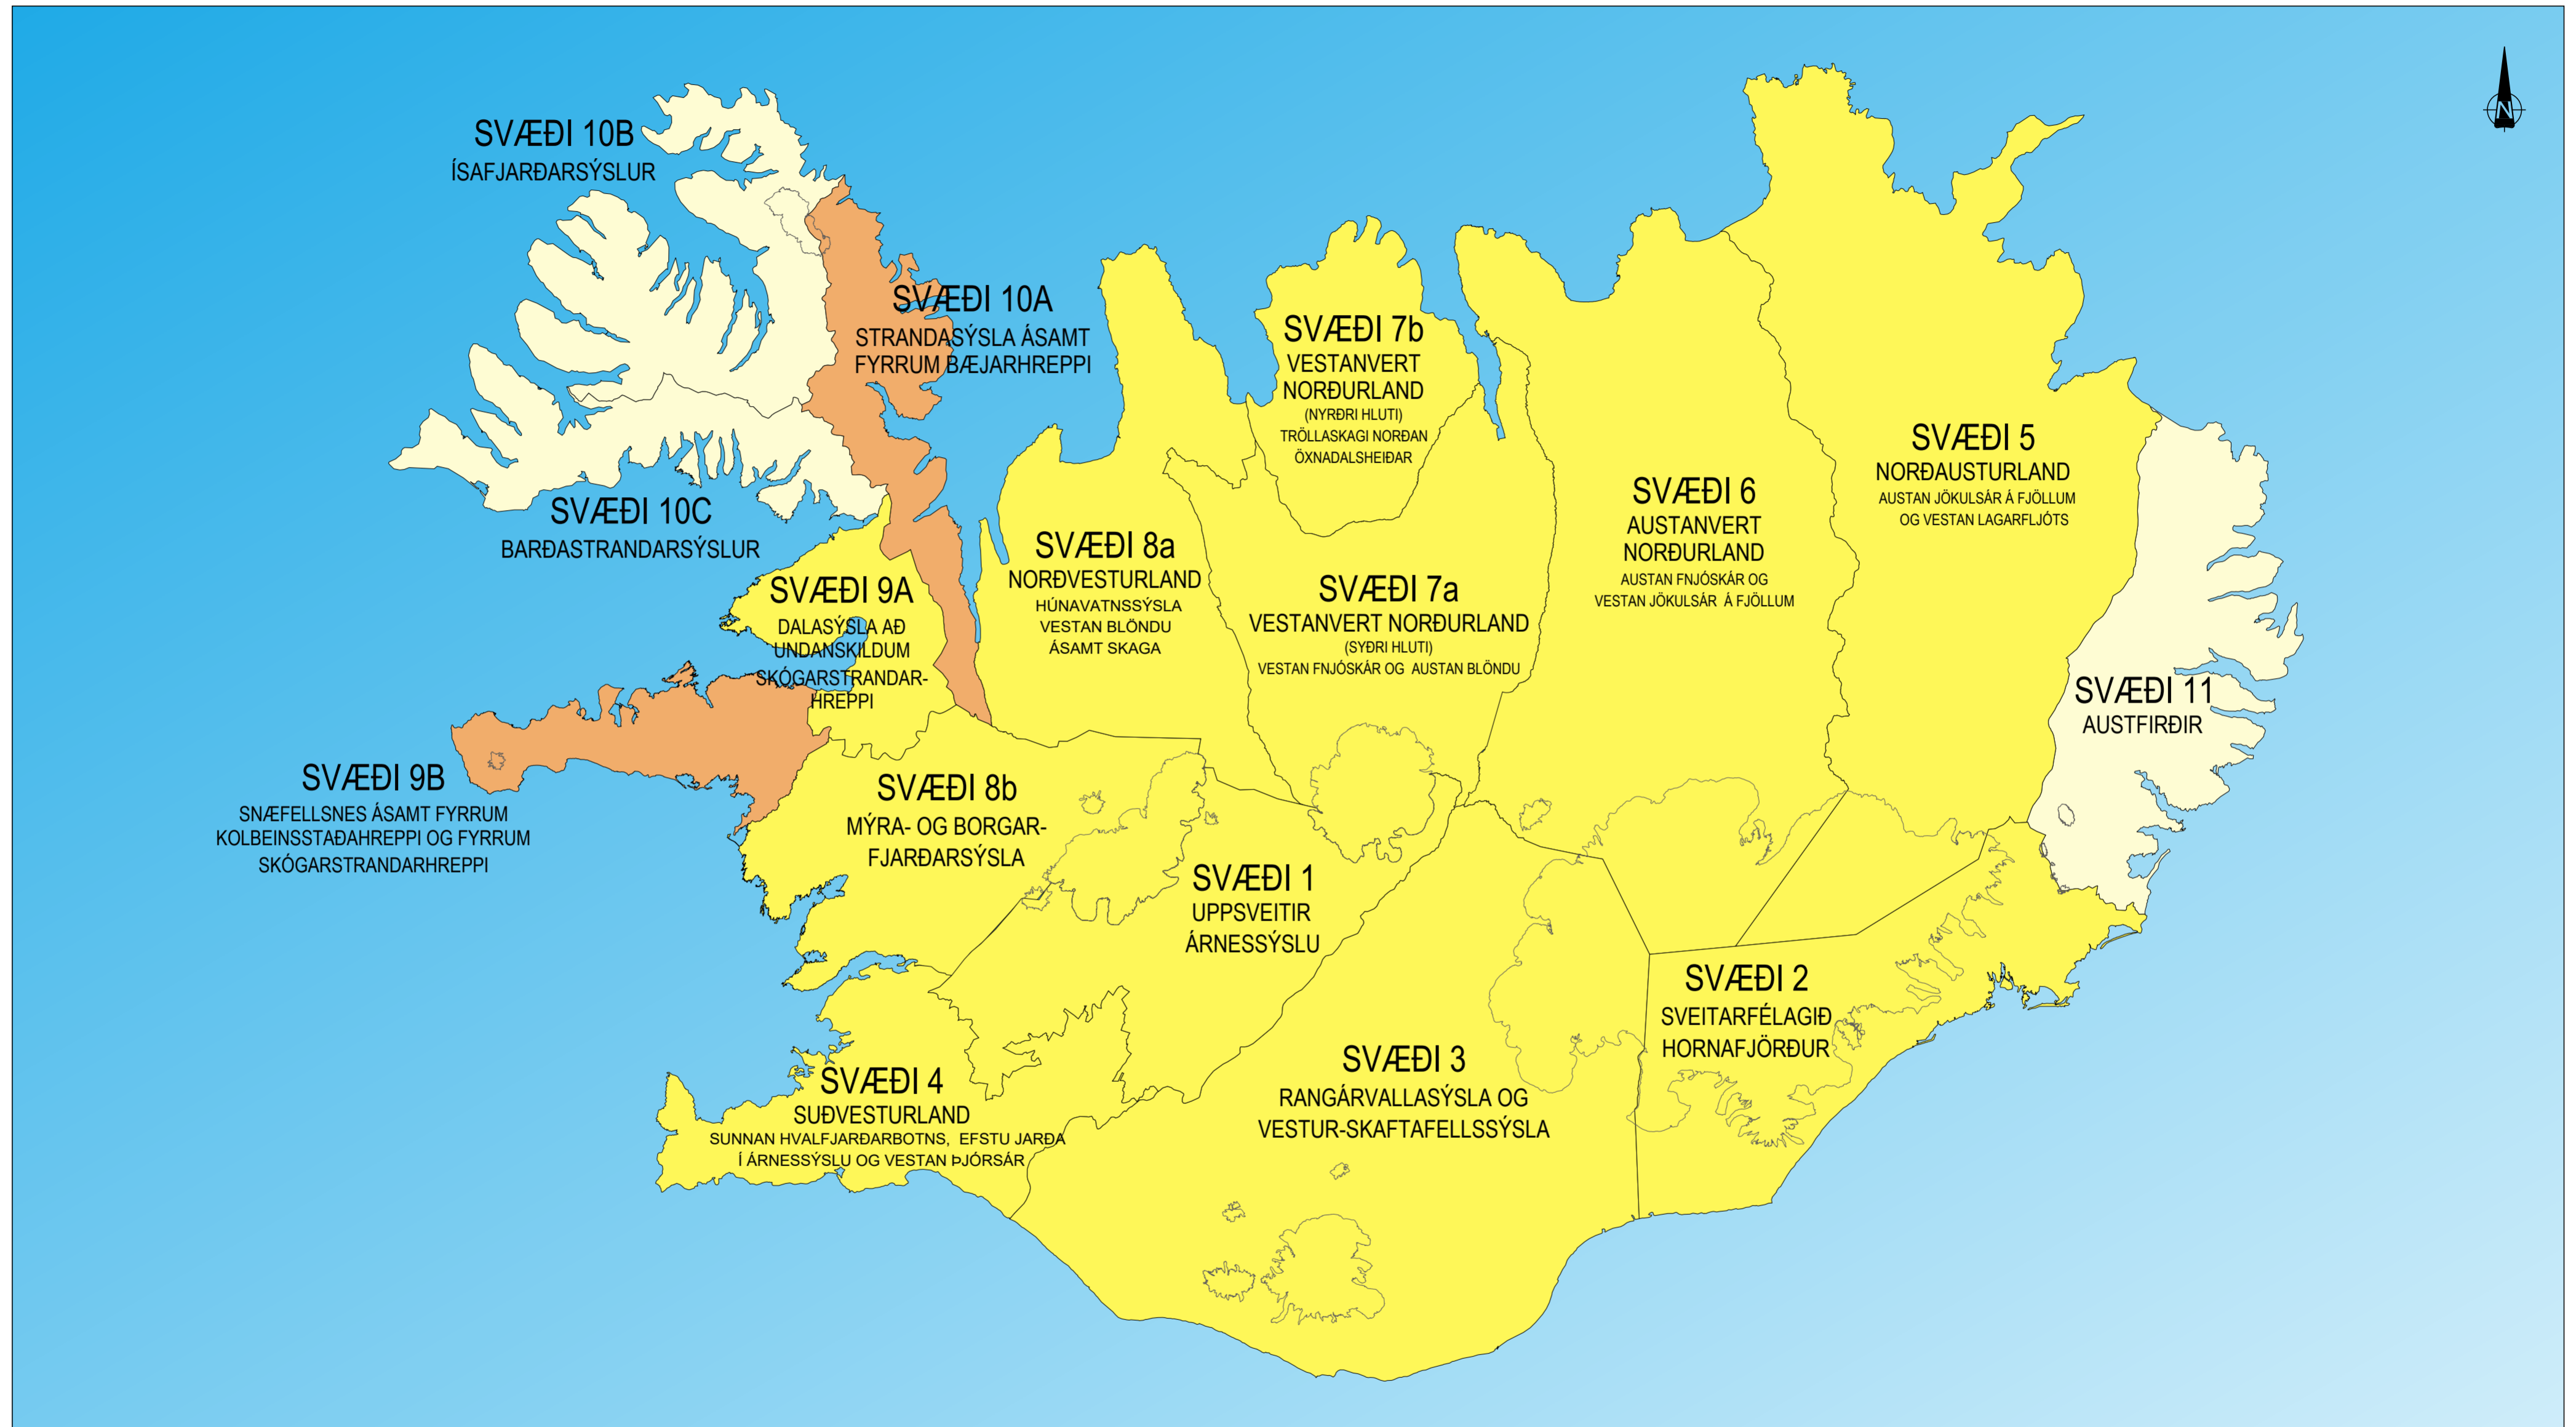 N
SVÆÐI 10B
ÍSAFJARÐARSÝSLUR
SVÆÐI 10A
STRANDASÝSLA ÁSAMT
FYRRUM BÆJARHREPPI
SVÆÐI 10C
BARÐASTRANDARSÝSLUR
SVÆÐI 9A
DALASÝSLA AÐ
UNDANSKILDUM
SKÓGARSTRANDAR-
HREPPI
SVÆÐI 9B
SNÆFELLSNES ÁSAMT FYRRUM
KOLBEINSSTAÐAHREPPI OG FYRRUM
SKÓGARSTRANDARHREPPI
SVÆÐI 8a
NORÐVESTURLAND
HÚNAVATNSSÝSLA
VESTAN BLÖNDU
ÁSAMT SKAGA
SVÆÐI 8b
MÝRA- OG BORGAR-
FJARÐARSÝSLA
SVÆÐI 7b
VESTANVERT
NORÐURLAND
(NYRÐRI HLUTI)
TRÖLLASKAGI NORÐAN
ÖXNADALSHEIÐAR
SVÆÐI 7a
VESTANVERT NORÐURLAND
(SYÐRI HLUTI)
VESTAN FNJÓSKÁR OG AUSTAN BLÖNDU
SVÆÐI 6
AUSTANVERT
NORÐURLAND
AUSTAN FNJÓSKÁR OG
VESTAN JÖKULSÁR Á FJÖLLUM
SVÆÐI 5
NORÐAUSTURLAND
AUSTAN JÖKULSÁR Á FJÖLLUM
OG VESTAN LAGARFLJÓTS
SVÆÐI 11
AUSTFIRÐIR
SVÆÐI 1
UPPSVEITIR
ÁRNESSÝSLU
SVÆÐI 2
SVEITARFÉLAGIÐ
HORNAFJÖRÐUR
SVÆÐI 3
RANGÁRVALLASÝSLA OG
VESTUR-SKAFTAFELLSSÝSLA
SVÆÐI 4
SUÐVESTURLAND
SUNNAN HVALFJARÐARBOTNS, EFSTU JARÐA
Í ÁRNESSÝSLU OG VESTAN ÞJÓRSÁR